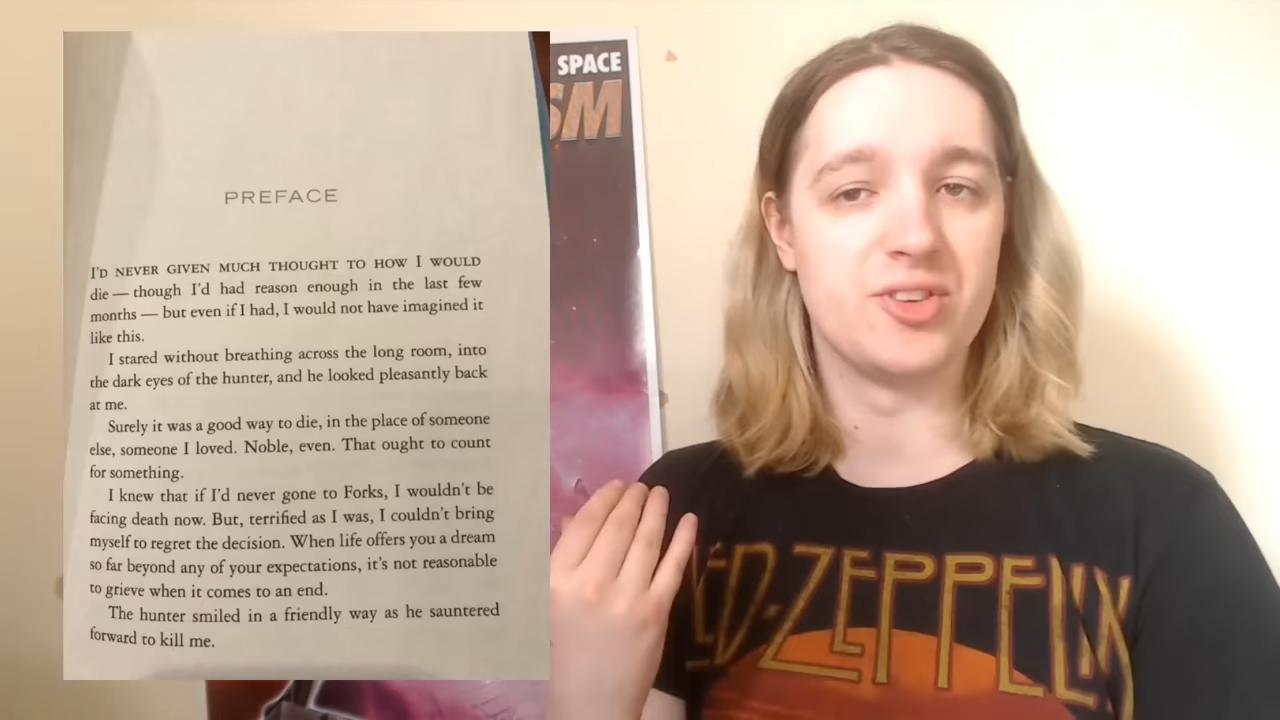 PREFACE
I'D NEVER GIVEN MUCH THOUGHT TO HOW I WOULD
die — though I'd had reason enough in the last few
months — but even if I had, I would not have imagined it
like this.
I stared without breathing across the long room, into
the dark eyes of the hunter, and he looked pleasantly back
at me.
Surely it was a good way to die, in the place of someone
else, someone I loved. Noble, even. That ought to count
for something.
I knew that if I'd never gone to Forks, I wouldn't be
facing death now. But, terrified as I was, I couldn't bring
myself to regret the decision. When life offers you a dream
so far beyond any of your expectations, it's not reasonable
to grieve when it comes to an end.
The hunter smiled in a friendly way as he sauntered
forward to kill me.
SPACE
SM
LED-ZEPPELIN